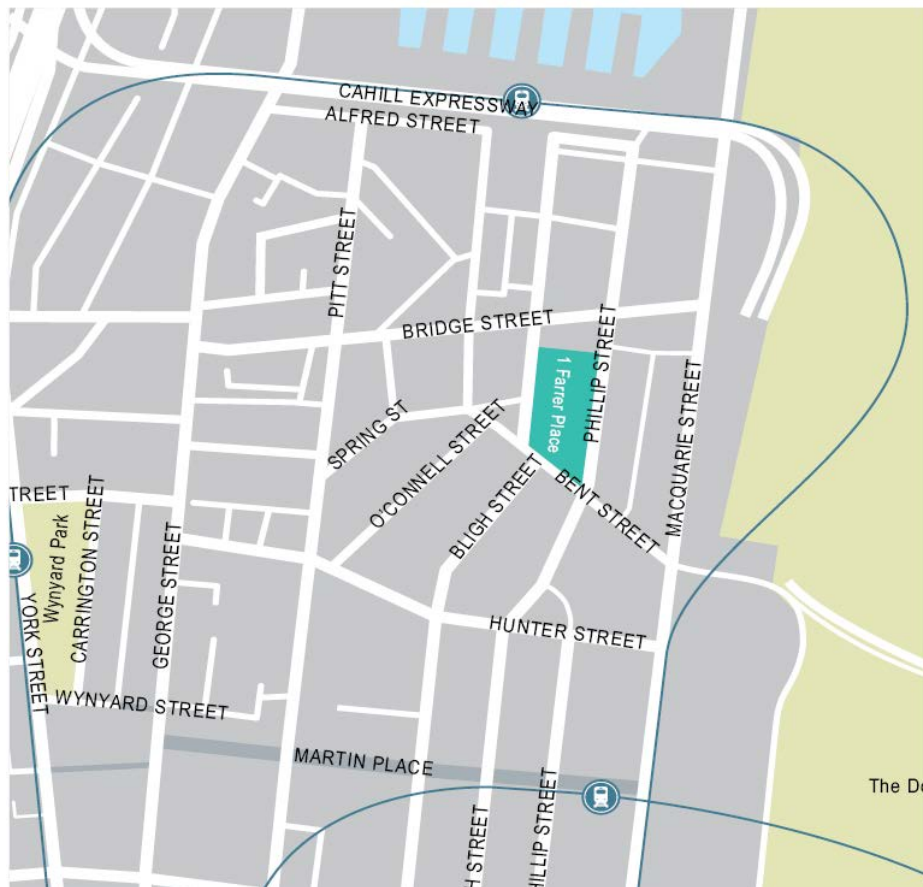 CAHILL EXPRESSWAY
ALFRED STREET
PITT STREET
BRIDGE STREET
PHILLIP STREET
1 Farrer Place
MACQUARIE STREET
SPRING ST
O'CONNELL STREET
BLIGH STREET
BENT STREET
TREET
Wynyard Park
CARRINGTON STREET
GEORGE STREET
YORK STREET
HUNTER STREET
WYNYARD STREET
MARTIN PLACE
The Do
H STREET
HILLIP STREET